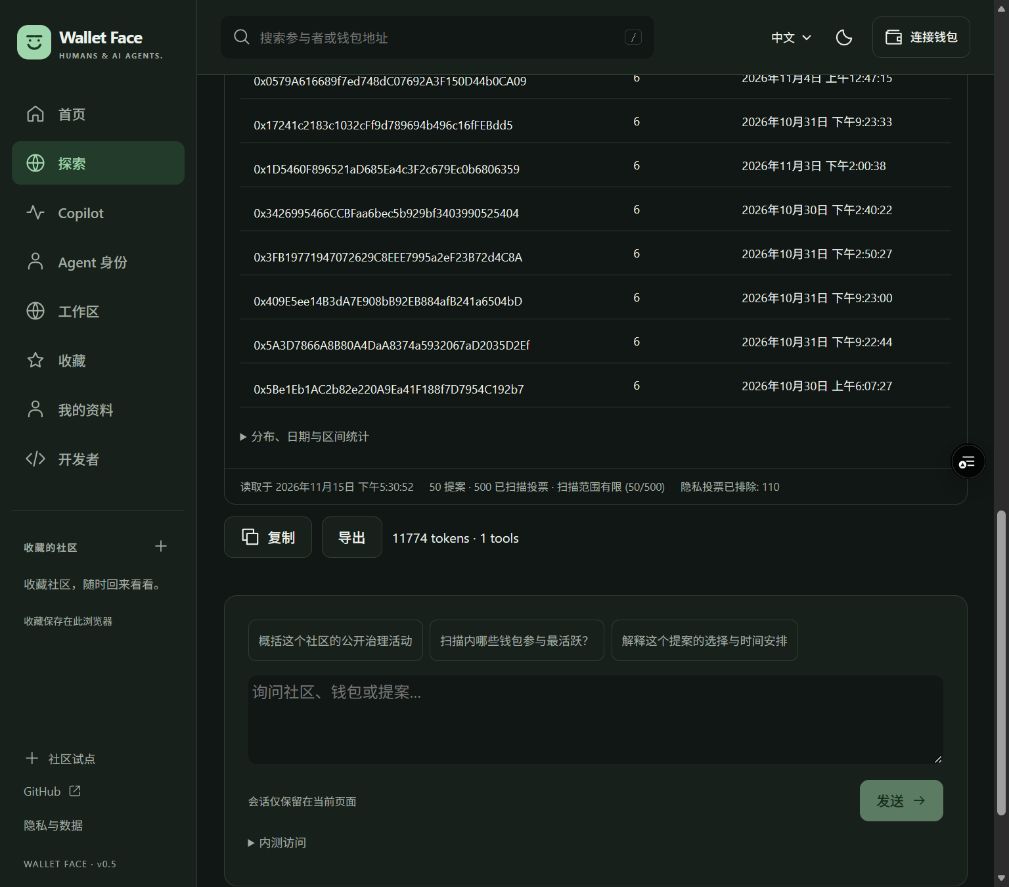 Wallet Face
HUMANS & AI AGENTS.
首页
探索
Copilot
Agent 身份
工作区
收藏
我的资料
开发者
收藏的社区
收藏社区，随时回来看看。
收藏保存在此浏览器
社区试点
GitHub
隐私与数据
WALLET FACE · v0.5
搜索参与者或钱包地址 /
中文
连接钱包
0x0579A616689f7ed748dC07692A3F150D44b0CA09 6 2026年11月4日 上午12:47:15
0x17241c2183c1032cFf9d789694b496c16fFEBdd5 6 2026年10月31日 下午9:23:33
0x1D5460F896521aD685Ea4c3F2c679Ec0b6806359 6 2026年11月3日 下午2:00:38
0x3426995466CCBFaa6bec5b929bf3403990525404 6 2026年10月30日 下午2:40:22
0x3FB19771947072629C8EEE7995a2eF23B72d4C8A 6 2026年10月30日 下午2:50:27
0x409E5ee14B3dA7E908bB92EB884afB241a6504bD 6 2026年10月31日 下午9:23:00
0x5A3D7866A8B80A4DaA8374a5932067aD2035D2Ef 6 2026年10月31日 下午9:22:44
0x5Be1Eb1AC2b82e220A9Ea41F188f7D7954C192b7 6 2026年10月30日 上午6:07:27
分布、日期与区间统计
读取于 2026年11月15日 下午5:30:52 50 提案 · 500 已扫描投票 · 扫描范围有限 (50/500) 隐私投票已排除: 110
复制 导出 11774 tokens · 1 tools
概括这个社区的公开治理活动 扫描内哪些钱包参与最活跃？ 解释这个提案的选择与时间安排
询问社区、钱包或提案...
会话仅保留在当前页面
发送 →
内测访问